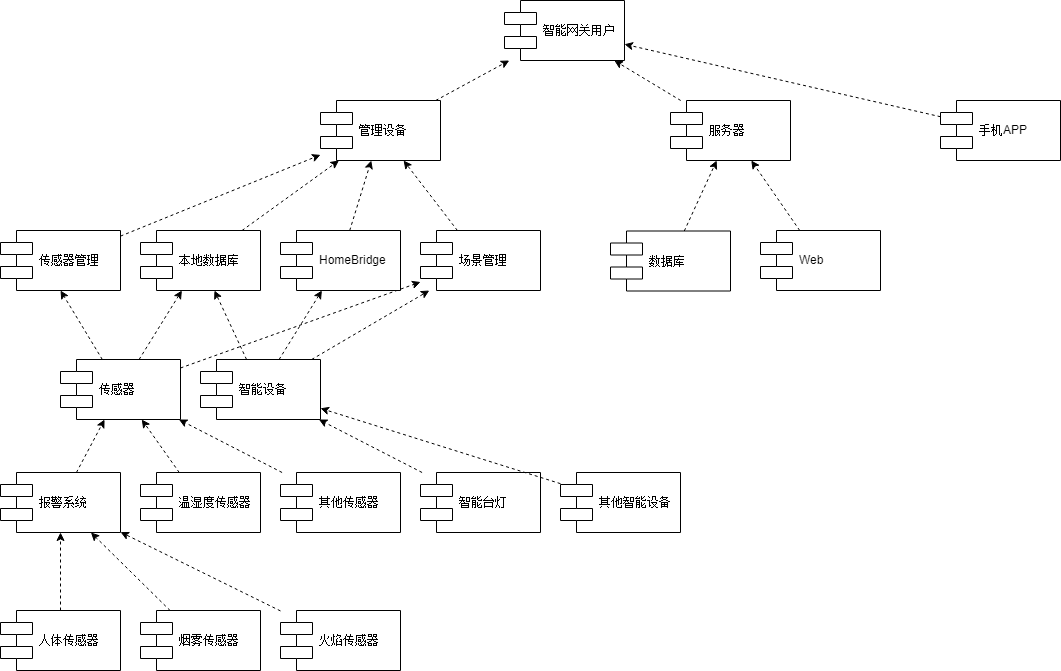 智能网关用户
管理设备
服务器
手机APP
传感器管理
本地数据库
HomeBridge
场景管理
数据库
Web
传感器
智能设备
报警系统
温湿度传感器
其他传感器
智能台灯
其他智能设备
人体传感器
烟雾传感器
火焰传感器